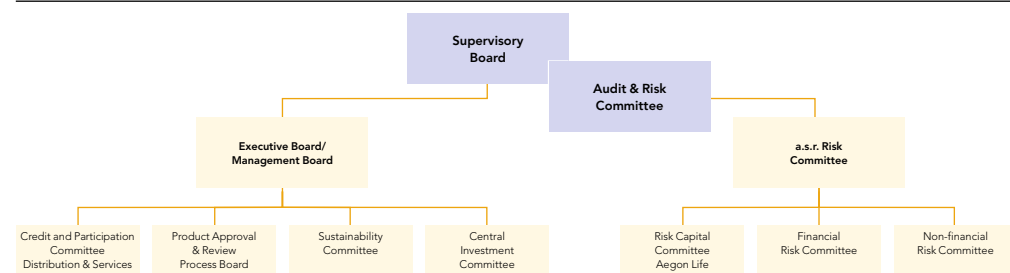 Supervisory
Board
Audit & Risk
Committee
Executive Board/
Management Board
a.s.r. Risk
Committee
Credit and Participation
Committee
Distribution & Services
Product Approval
& Review
Process Board
Sustainability
Committee
Central
Investment
Committee
Risk Capital
Committee
Aegon Life
Financial
Risk Committee
Non-financial
Risk Committee